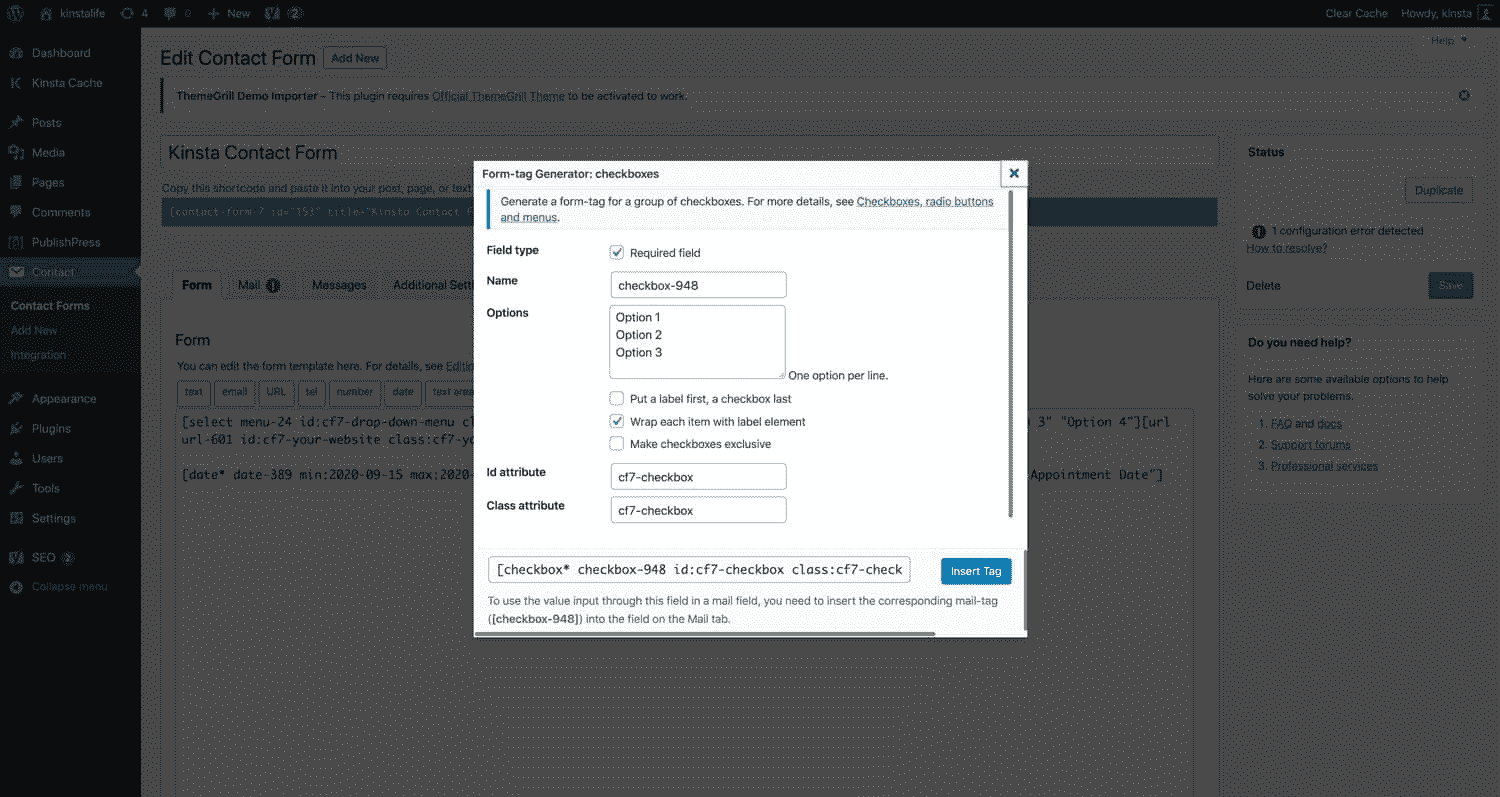 kinstalife 4 0 New 2 Clear Cache Howdy, kinsta
Help
Dashboard
Kinsta Cache
Posts
Media
Pages
Comments
PublishPress
Contact
Contact Forms
Add New
Integration
Appearance
Plugins
Users
Tools
Settings
SEO 2
Collapse menu
Edit Contact Form Add New
ThemeGrill Demo Importer – This plugin requires Official ThemeGrill Theme to be activated to work.
Kinsta Contact Form
Copy this shortcode and paste it into your post, page, or text
[contact-form-7 id="153" title="Kinsta Contact
Form Mail Messages Additional
Form
You can edit the form template here. For details, see
text email URL tel number date text area
[select menu-24 id:cf7-drop-down-menu 3" "Option 4"][url
url-601 id:cf7-your-website
[date* date-389 min:2020-09-15 Appointment Date"]
Form-tag Generator: checkboxes
Generate a form-tag for a group of checkboxes. For more details, see Checkboxes, radio buttons
and menus.
Field type Required field
Name checkbox-948
Options
Option 1
Option 2
Option 3
One option per line.
Put a label first, a checkbox last
Wrap each item with label element
Make checkboxes exclusive
Id attribute cf7-checkbox
Class attribute cf7-checkbox
[checkbox* checkbox-948 id:cf7-checkbox class:cf7-check
Insert Tag
To use the value input through this field in a mail field, you need to insert the corresponding mail-tag
([checkbox-948]) into the field on the Mail tab.
Status
Duplicate
1 configuration error detected
How to resolve?
Delete Save
Do you need help?
Here are some available options to help
solve your problems.
1. FAQ and docs
2. Support forums
3. Professional services